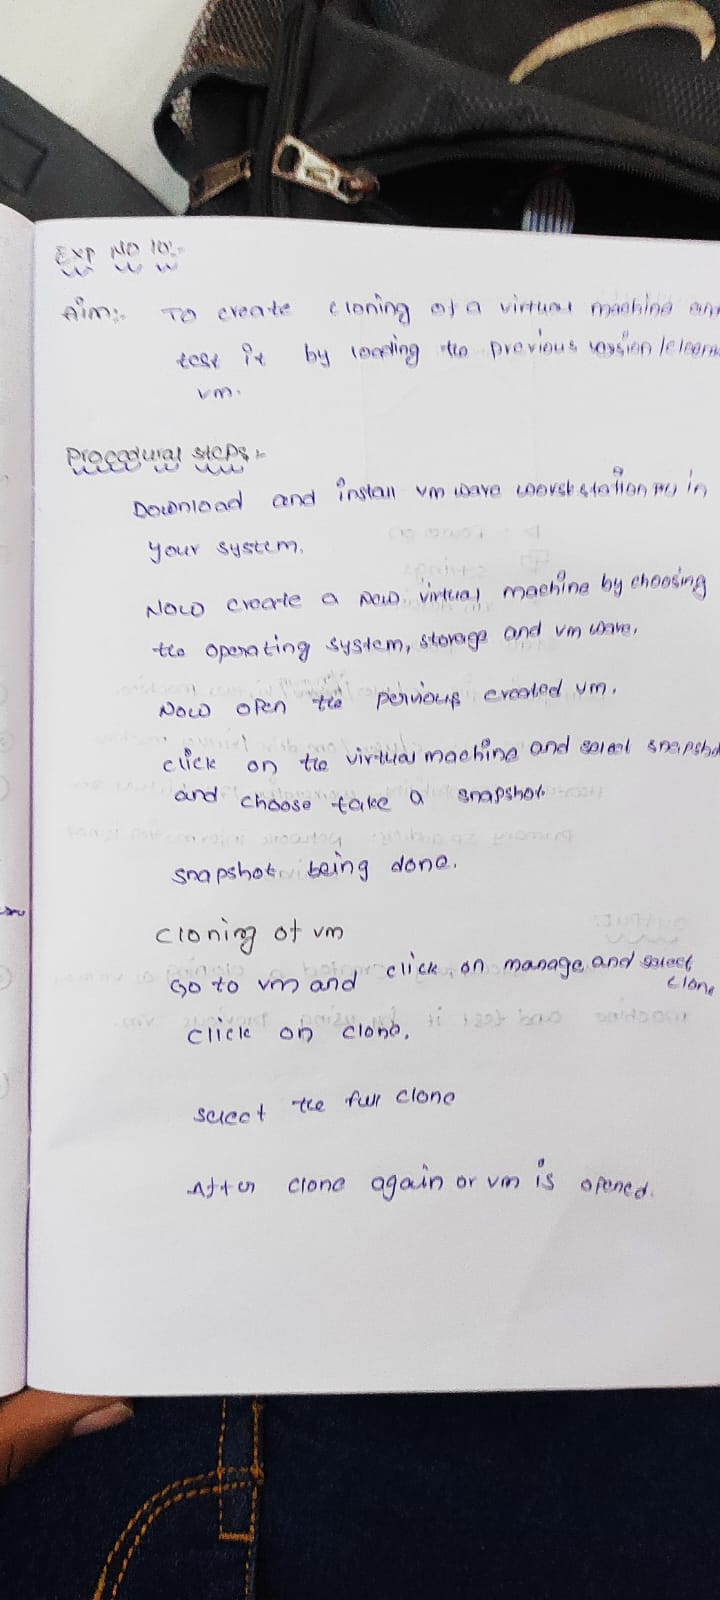 EXP NO 10:-
Aim:- To create cloning of a virtual machine an
test it by loading the previous version/clon
vm.
Procedural steps:-
Download and install vm ware workstation in
your system.
Now create a new virtual machine by choosing
the operating system, storage and vm ware,
Now open the pervious created vm.
click on the virtual machine and select snapsho
and choose take a snapshot
snapshot being done.
Cloning of vm
Go to vm and click on manage and select
clone
click on clone.
select the full clone
After clone again or vm is opened.